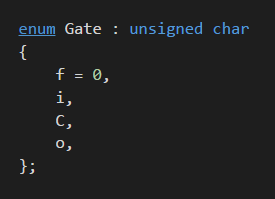 enum Gate : unsigned char
{
    f = 0,
    i,
    C,
    o,
};